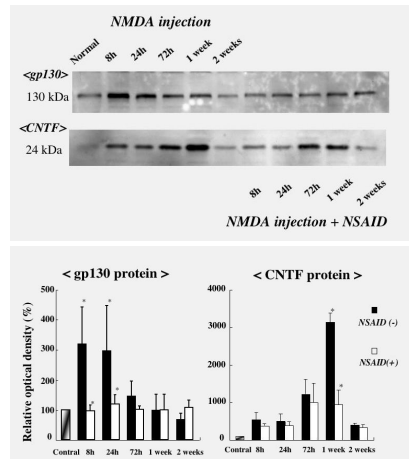 NMDA injection
Normal 8h 24h 72h 1 week 2 weeks
<gp130>
130 kDa
<CNTF>
24 kDa
8h 24h 72h 1 week 2 weeks
NMDA injection + NSAID
< gp130 protein >
< CNTF protein >
Relative optical density (%)
500
400
300
200
100
0
* * * *
Contral 8h 24h 72h 1 week 2 weeks
4000
3000
2000
1000
0
* *
NSAID (-)
NSAID(+)
Contral 8h 24h 72h 1 week 2 weeks